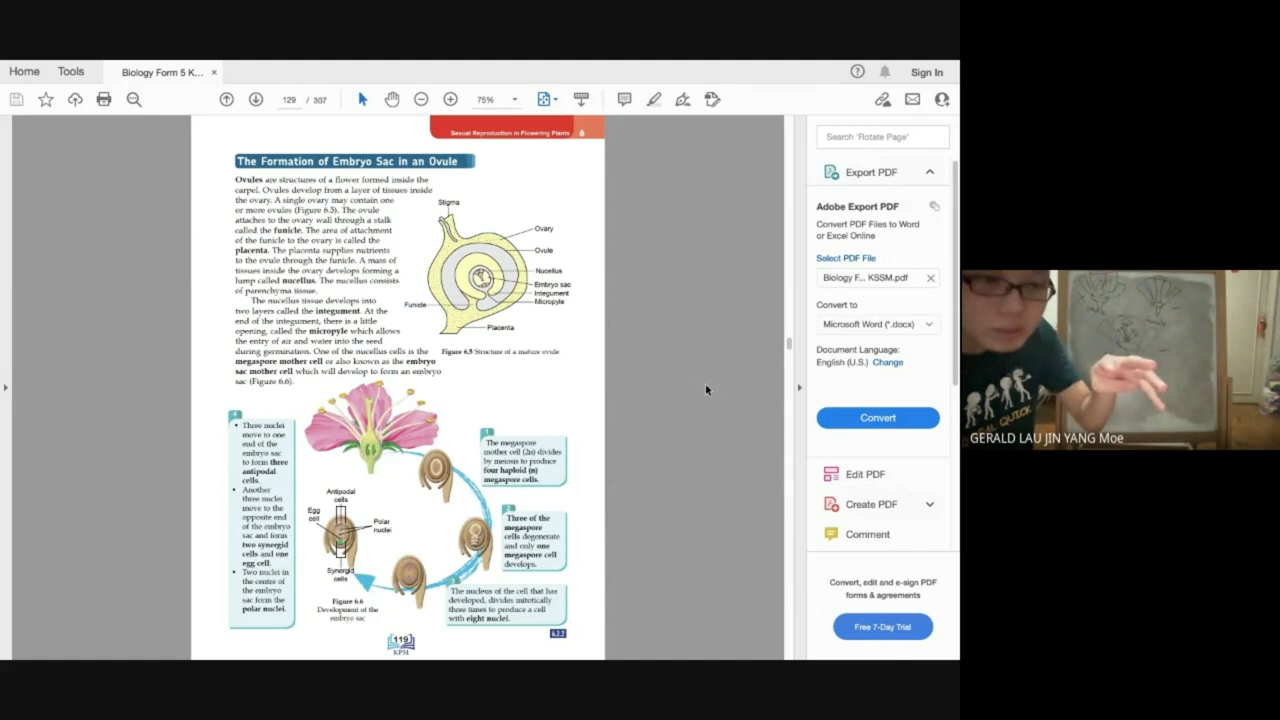 Home
Tools
Biology Form 5 K...
×
Sign In
129 / 307
75%
Sexual Reproduction in Flowering Plants 6
The Formation of Embryo Sac in an Ovule
Ovules are structures of a flower formed inside the
carpel. Ovules develop from a layer of tissues inside
the ovary. A single ovary may contain one
or more ovules (Figure 6.5). The ovule
attaches to the ovary wall through a stalk
called the funicle. The area of attachment
of the funicle to the ovary is called the
placenta. The placenta supplies nutrients
to the ovule through the funicle. A mass of
tissues inside the ovary develops forming a
lump called nucellus. The nucellus consists
of parenchyma tissue.
The nucellus tissue develops into
two layers called the integument. At the
end of the integument, there is a little
opening, called the micropyle which allows
the entry of air and water into the seed
during germination. One of the nucellus cells is the
megaspore mother cell or also known as the embryo
sac mother cell which will develop to form an embryo
sac (Figure 6.6).
Stigma
Ovary
Ovule
Nucellus
Embryo sac
Integument
Micropyle
Funicle
Placenta
Figure 6.5 Structure of a mature ovule
1
The megaspore
mother cell (2n) divides
by meiosis to produce
four haploid (n)
megaspore cells.
2
Three of the
megaspore
cells degenerate
and only one
megaspore cell
develops.
The nucleus of the cell that has
developed, divides mitotically
three times to produce a cell
with eight nuclei.
4
• Three nuclei
move to one
end of the
embryo sac
to form three
antipodal
cells.
• Another
three nuclei
move to the
opposite end
of the embryo
sac and form
two synergid
cells and one
egg cell.
• Two nuclei in
the centre of
the embryo
sac form the
polar nuclei.
Antipodal
cells
Egg
cell
Polar
nuclei
Synergid
cells
Figure 6.6
Development of the
embryo sac
119
KPM
6.2.2
Search 'Rotate Page'
Export PDF
Adobe Export PDF
Convert PDF Files to Word
or Excel Online
Select PDF File
Biology F... KSSM.pdf
Convert to
Microsoft Word (*.docx)
Document Language:
English (U.S.) Change
Convert
Edit PDF
Create PDF
Comment
Convert, edit and e-sign PDF
forms & agreements
Free 7-Day Trial
QUICK
GERALD LAU JIN YANG Moe